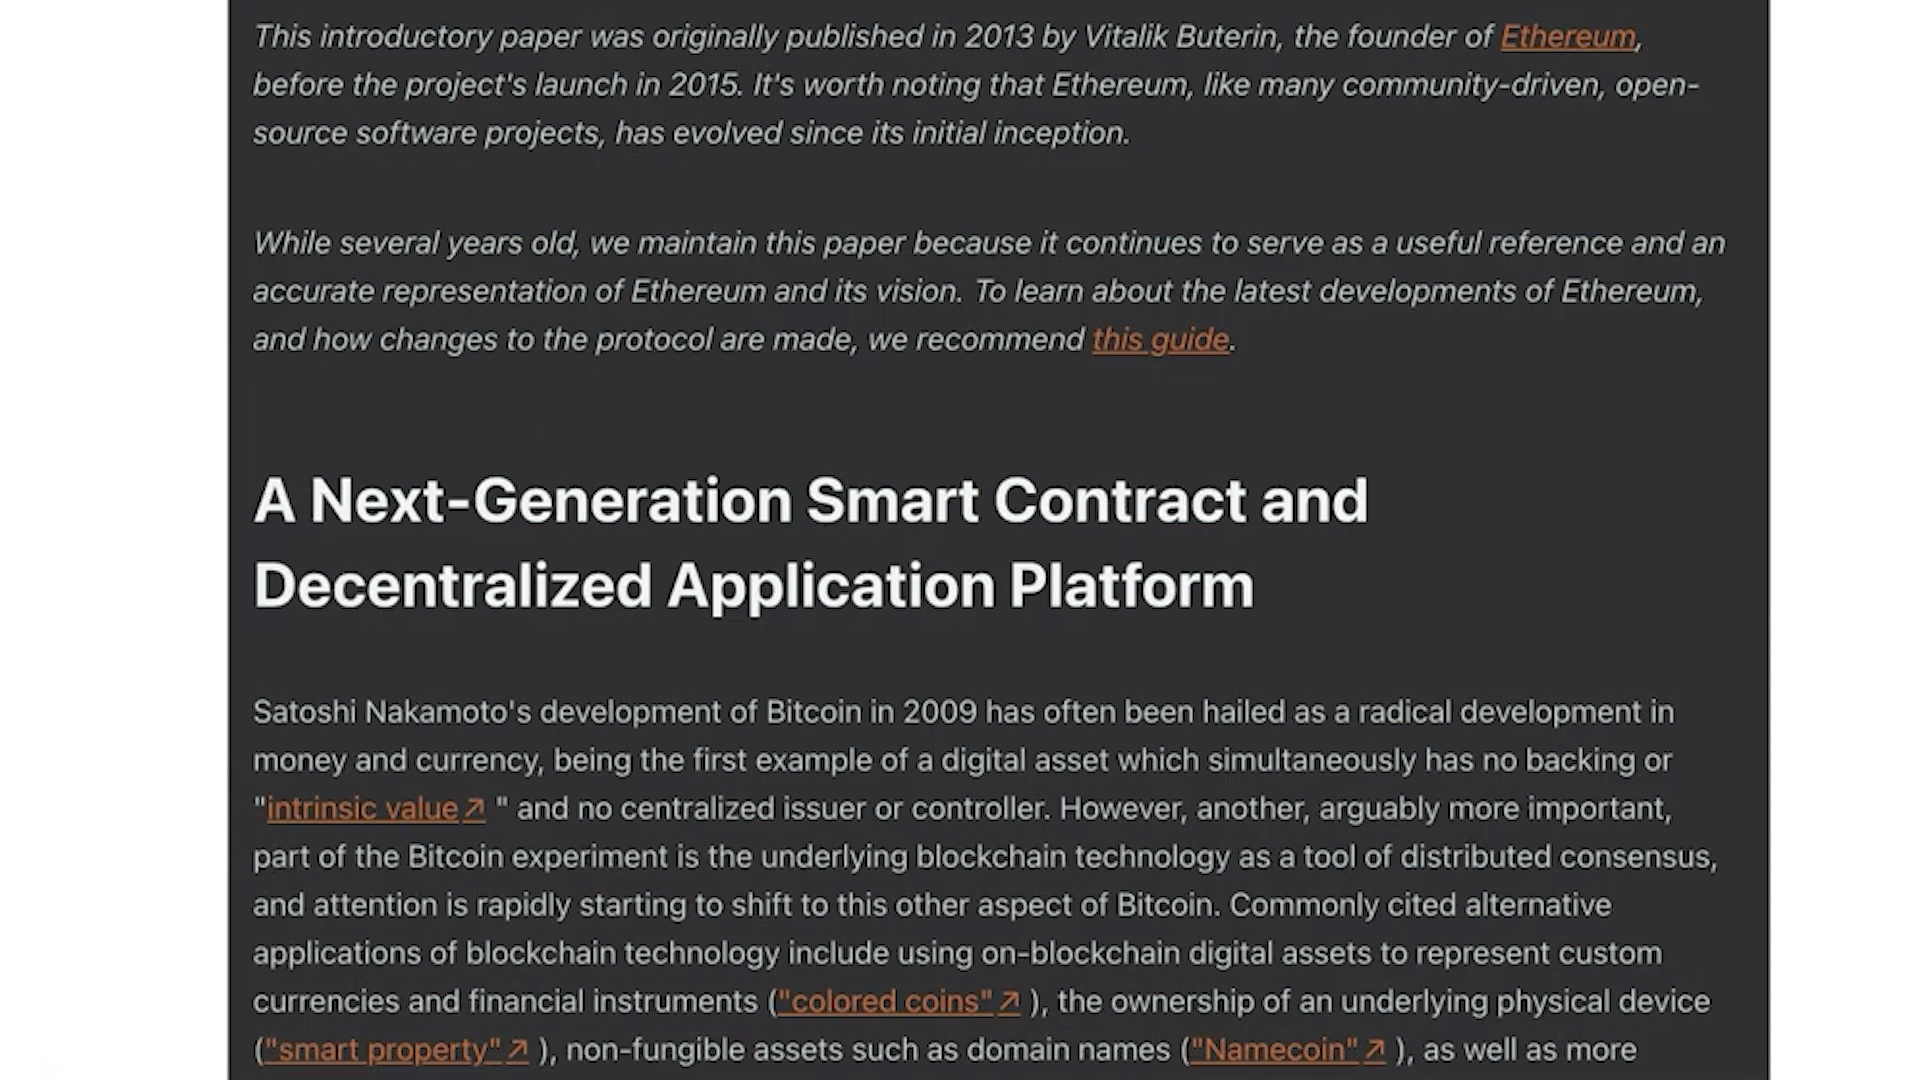 This introductory paper was originally published in 2013 by Vitalik Buterin, the founder of Ethereum,
before the project's launch in 2015. It's worth noting that Ethereum, like many community-driven, open-
source software projects, has evolved since its initial inception.
While several years old, we maintain this paper because it continues to serve as a useful reference and an
accurate representation of Ethereum and its vision. To learn about the latest developments of Ethereum,
and how changes to the protocol are made, we recommend this guide.
A Next-Generation Smart Contract and
Decentralized Application Platform
Satoshi Nakamoto's development of Bitcoin in 2009 has often been hailed as a radical development in
money and currency, being the first example of a digital asset which simultaneously has no backing or
"intrinsic value↗ " and no centralized issuer or controller. However, another, arguably more important,
part of the Bitcoin experiment is the underlying blockchain technology as a tool of distributed consensus,
and attention is rapidly starting to shift to this other aspect of Bitcoin. Commonly cited alternative
applications of blockchain technology include using on-blockchain digital assets to represent custom
currencies and financial instruments ("colored coins"↗ ), the ownership of an underlying physical device
("smart property"↗ ), non-fungible assets such as domain names ("Namecoin"↗ ), as well as more